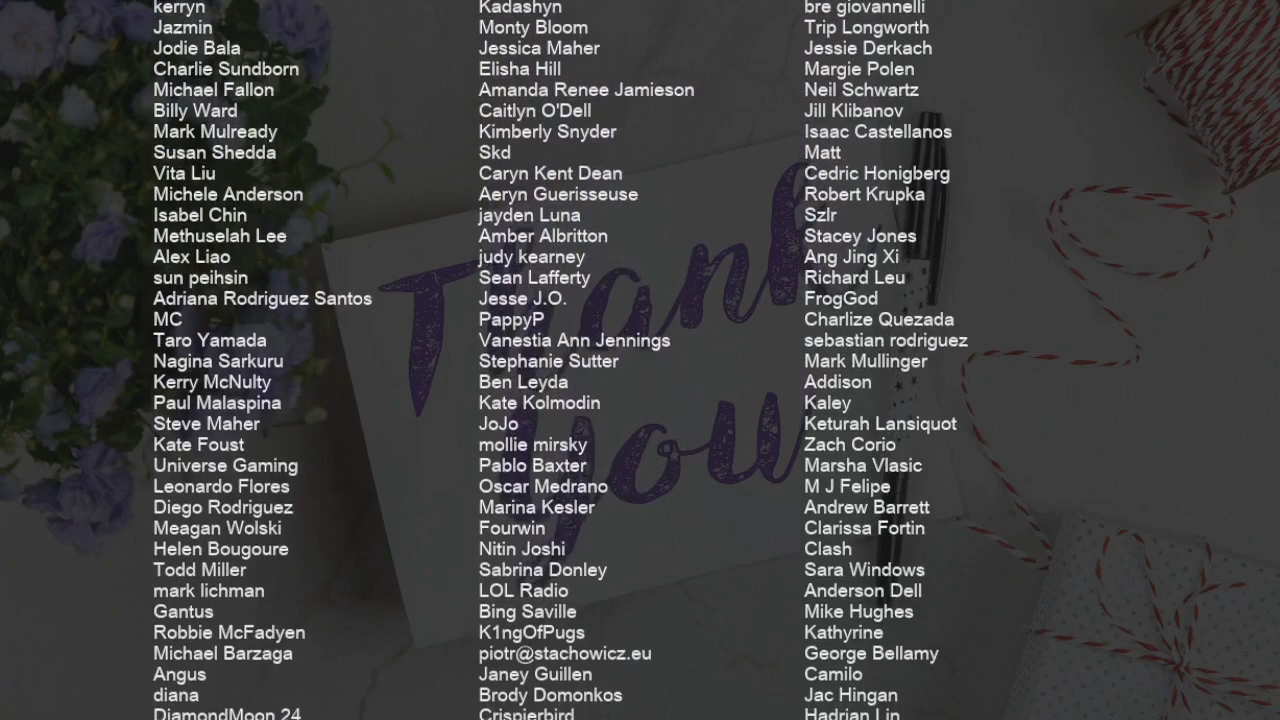 kerryn
Jazmin
Jodie Bala
Charlie Sundborn
Michael Fallon
Billy Ward
Mark Mulready
Susan Shedda
Vita Liu
Michele Anderson
Isabel Chin
Methuselah Lee
Alex Liao
sun peihsin
Adriana Rodriguez Santos
MC
Taro Yamada
Nagina Sarkuru
Kerry McNulty
Paul Malaspina
Steve Maher
Kate Foust
Universe Gaming
Leonardo Flores
Diego Rodriguez
Meagan Wolski
Helen Bougoure
Todd Miller
mark lichman
Gantus
Robbie McFadyen
Michael Barzaga
Angus
diana
DiamondMoon 24
Kadashyn
Monty Bloom
Jessica Maher
Elisha Hill
Amanda Renee Jamieson
Caitlyn O'Dell
Kimberly Snyder
Skd
Caryn Kent Dean
Aeryn Guerisseuse
jayden Luna
Amber Albritton
judy kearney
Sean Lafferty
Jesse J.O.
PappyP
Vanestia Ann Jennings
Stephanie Sutter
Ben Leyda
Kate Kolmodin
JoJo
mollie mirsky
Pablo Baxter
Oscar Medrano
Marina Kesler
Fourwin
Nitin Joshi
Sabrina Donley
LOL Radio
Bing Saville
K1ngOfPugs
piotr@stachowicz.eu
Janey Guillen
Brody Domonkos
Crispierbird
bre giovannelli
Trip Longworth
Jessie Derkach
Margie Polen
Neil Schwartz
Jill Klibanov
Isaac Castellanos
Matt
Cedric Honigberg
Robert Krupka
Szlr
Stacey Jones
Ang Jing Xi
Richard Leu
FrogGod
Charlize Quezada
sebastian rodriguez
Mark Mullinger
Addison
Kaley
Keturah Lansiquot
Zach Corio
Marsha Vlasic
M J Felipe
Andrew Barrett
Clarissa Fortin
Clash
Sara Windows
Anderson Dell
Mike Hughes
Kathyrine
George Bellamy
Camilo
Jac Hingan
Hadrian Lin
Thank
you